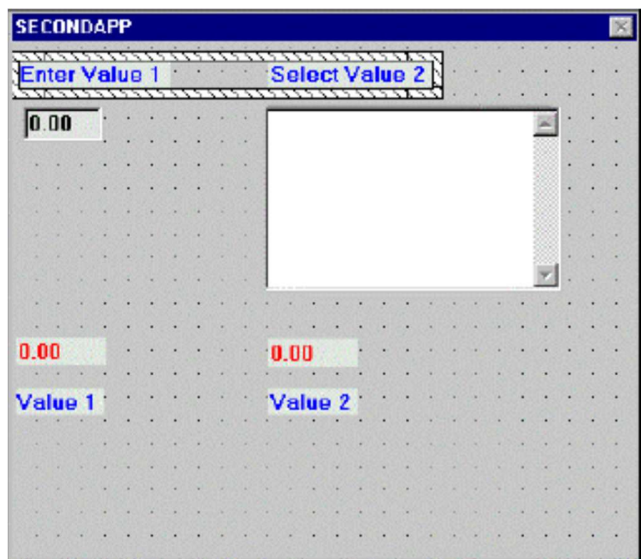 SECONDAPP
Enter Value 1 Select Value 2
0.00
0.00 0.00
Value 1 Value 2